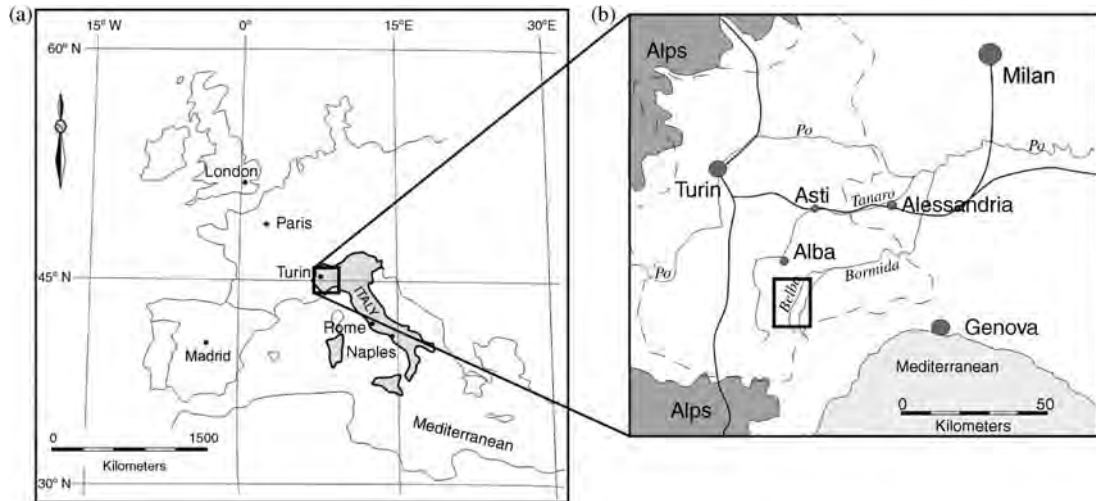 (a)
15° W
0°
15°E
30°E
60° N
London
Paris
Turin
45° N
ITALY
Rome
Naples
Madrid
Mediterranean
0
1500
Kilometers
30° N
(b)
Alps
Milan
Po
Po
Turin
Asti
Tanaro
Alessandria
Alba
Po
Belbo
Bormida
Genova
Mediterranean
Alps
0
50
Kilometers